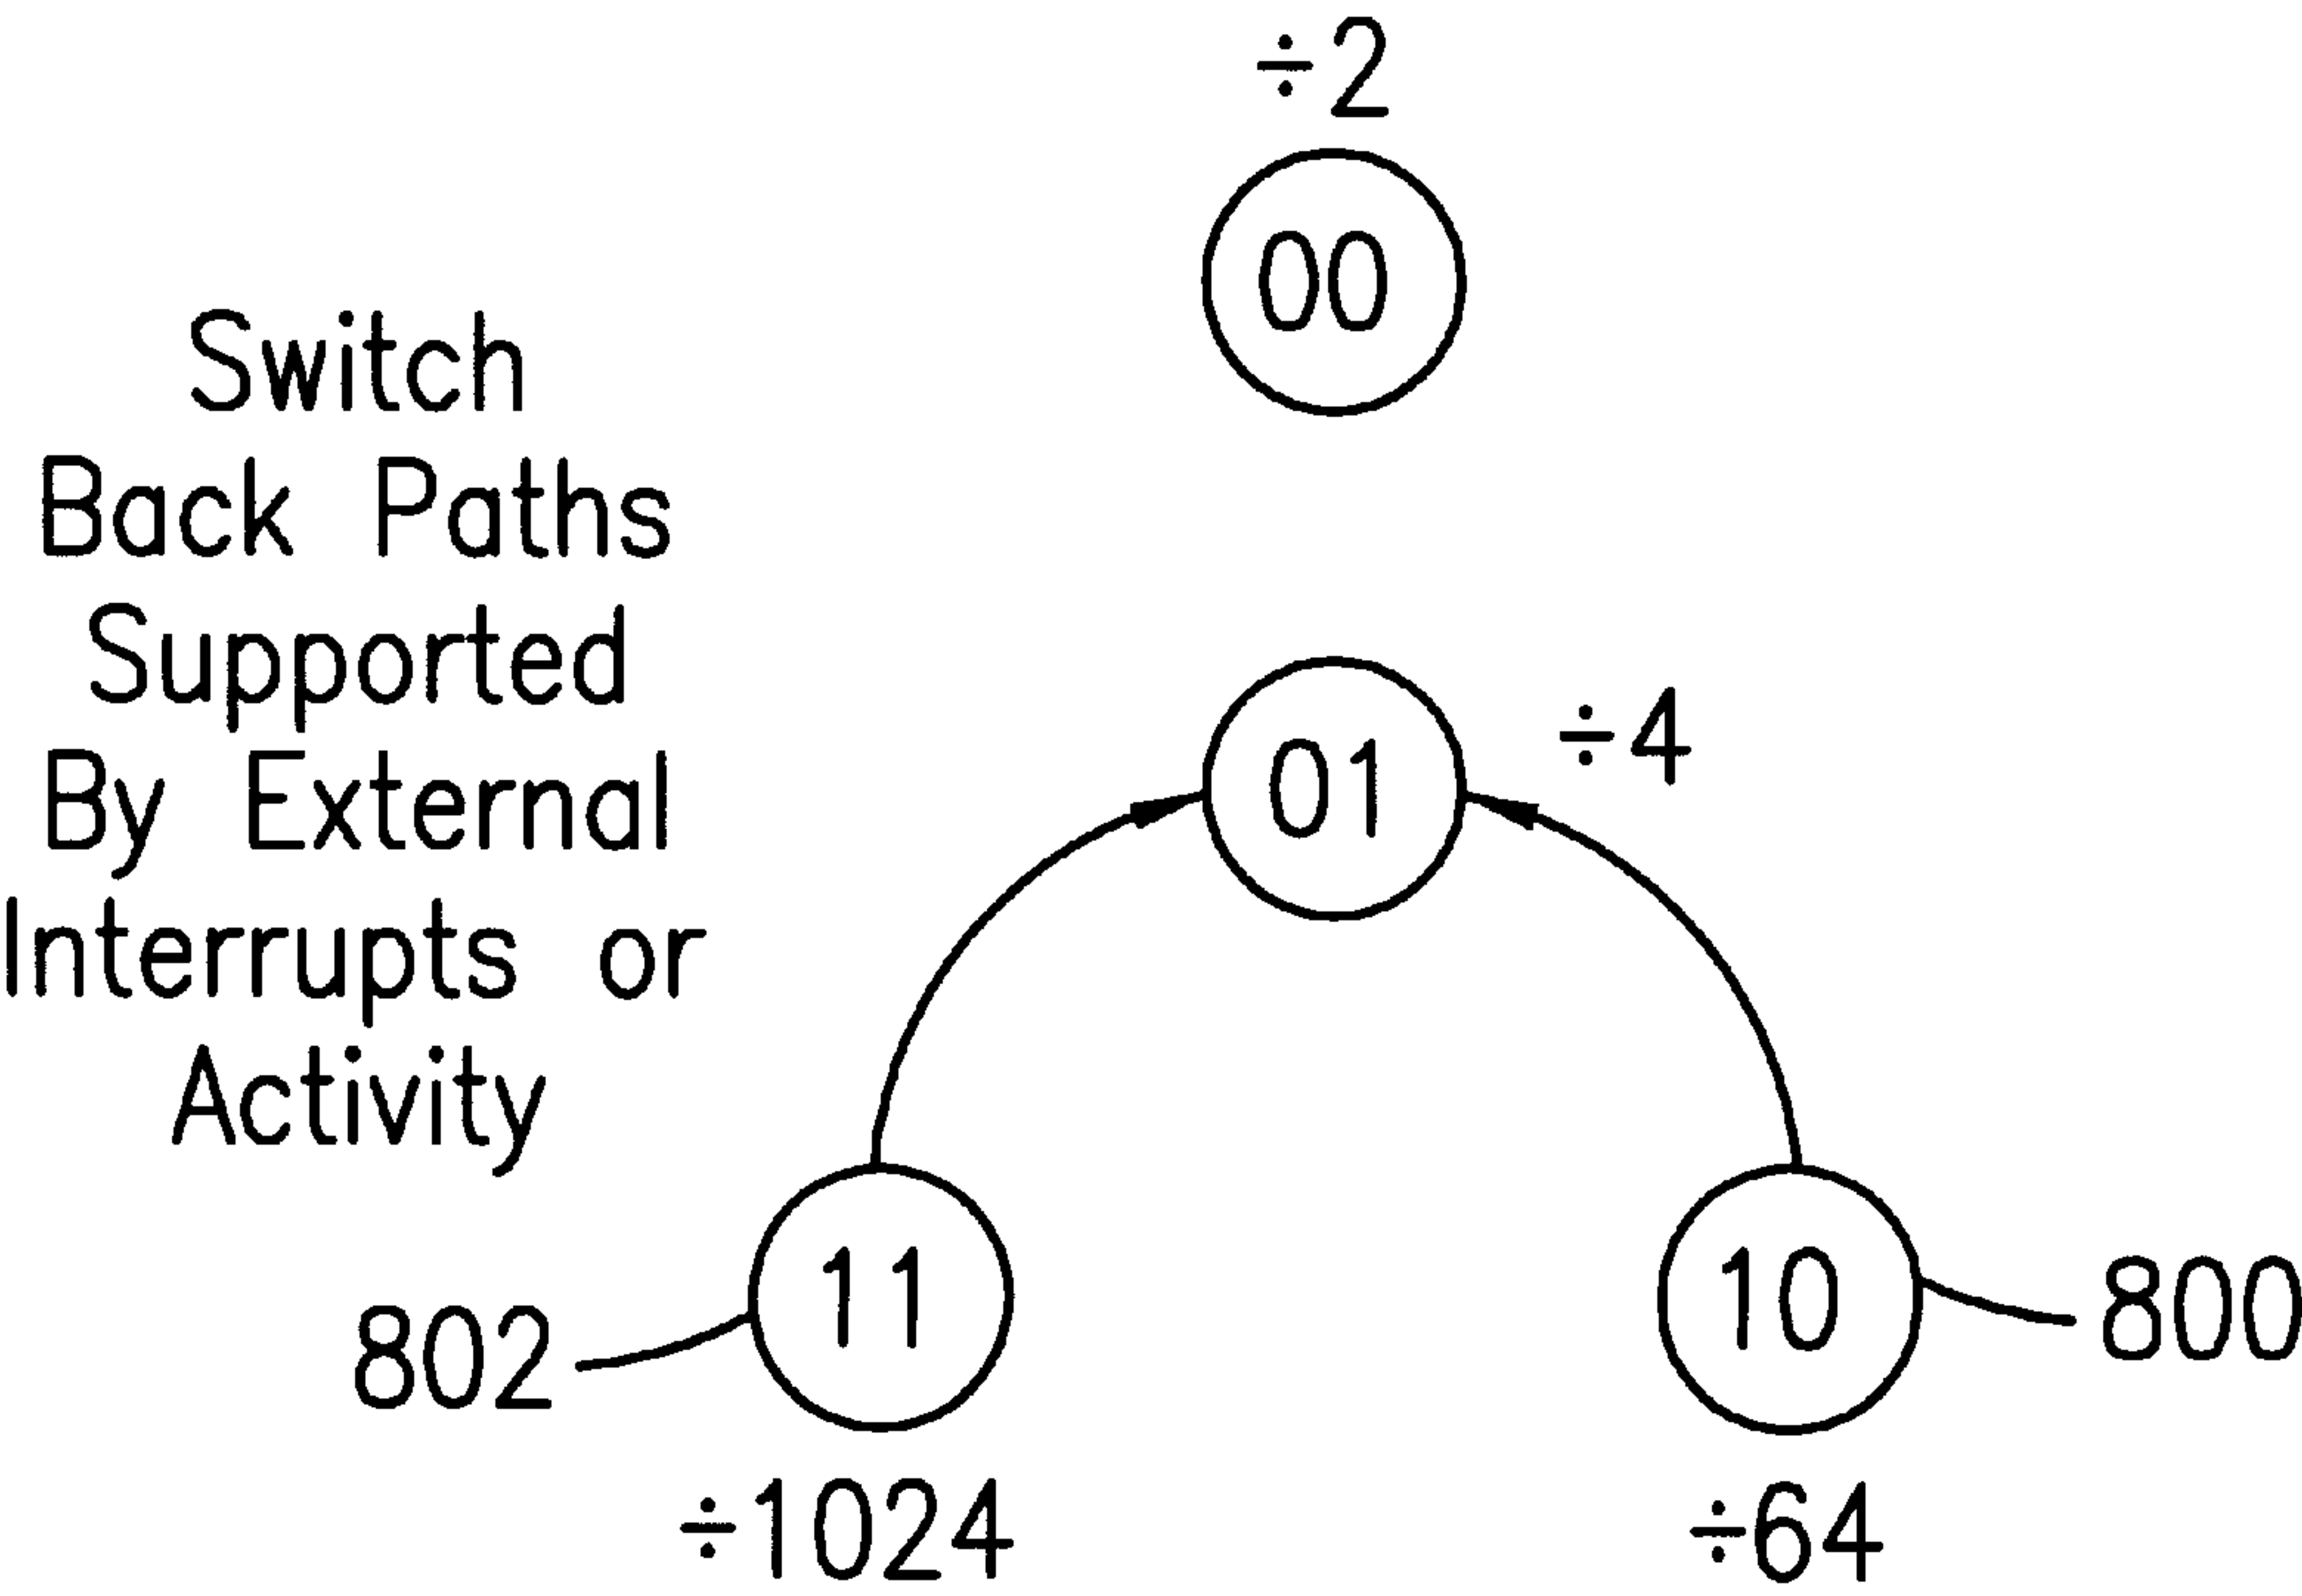 ÷2
00
Switch
Back Paths
Supported
By External
Interrupts or
Activity
01
÷4
11
10
802
800
÷1024
÷64